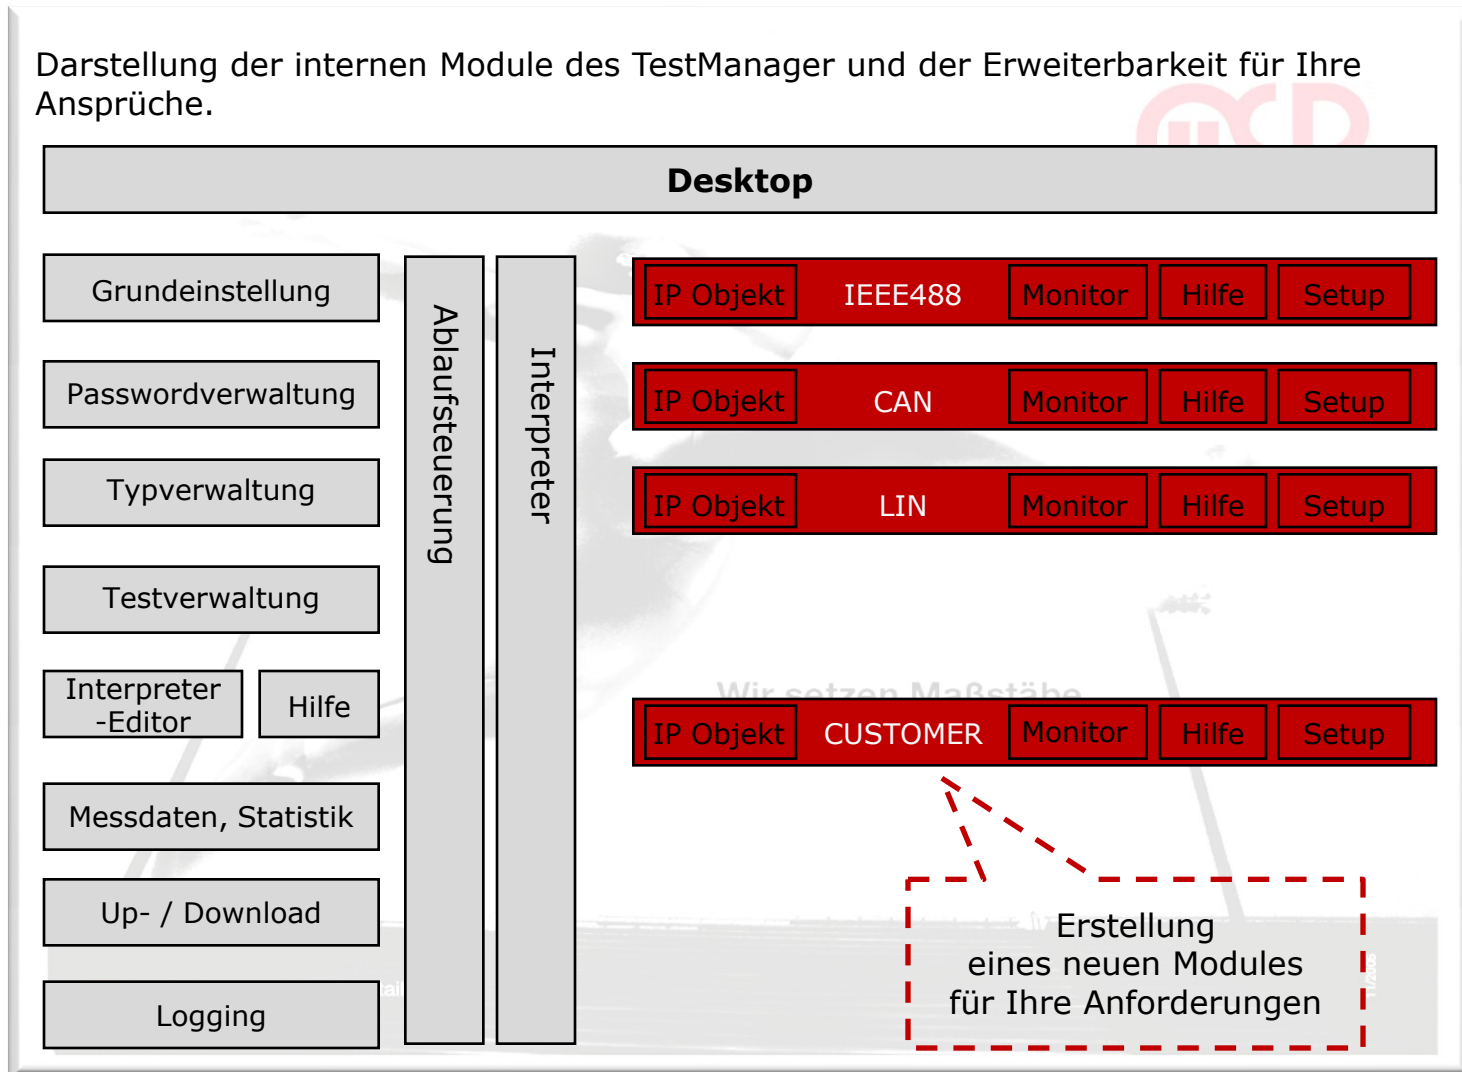 Darstellung der internen Module des TestManager und der Erweiterbarkeit für Ihre
Ansprüche.
Desktop
Grundeinstellung
Passwordverwaltung
Typverwaltung
Testverwaltung
Interpreter
-Editor
Hilfe
Messdaten, Statistik
Up- / Download
Logging
Ablaufsteuerung
Interpreter
IP Objekt IEEE488 Monitor Hilfe Setup
IP Objekt CAN Monitor Hilfe Setup
IP Objekt LIN Monitor Hilfe Setup
Wir setzen Maßstäbe
IP Objekt CUSTOMER Monitor Hilfe Setup
Erstellung
eines neuen Modules
für Ihre Anforderungen
11/2005